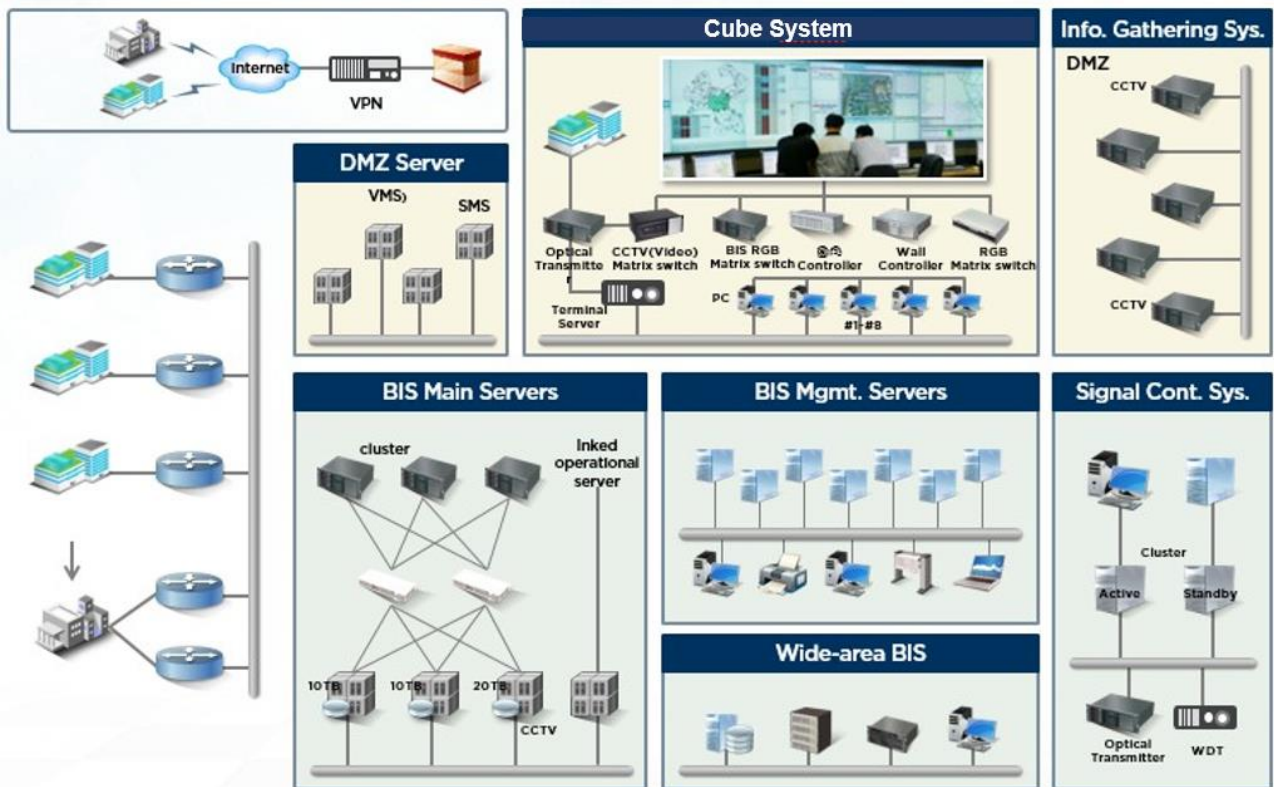 Internet
VPN
Cube System
Info. Gathering Sys.
DMZ
CCTV
CCTV
DMZ Server
VMS)
SMS
Optical
Transmitte
r
CCTV(Video)
Matrix switch
BIS RGB
Matrix switch
Controller
Wall
Controller
RGB
Matrix switch
PC
#1~#8
Terminal
Server
BIS Main Servers
cluster
Inked
operational
server
10TB
10TB
20TB
CCTV
BIS Mgmt. Servers
Wide-area BIS
Signal Cont. Sys.
Cluster
Active
Standby
Optical
Transmitter
WDT